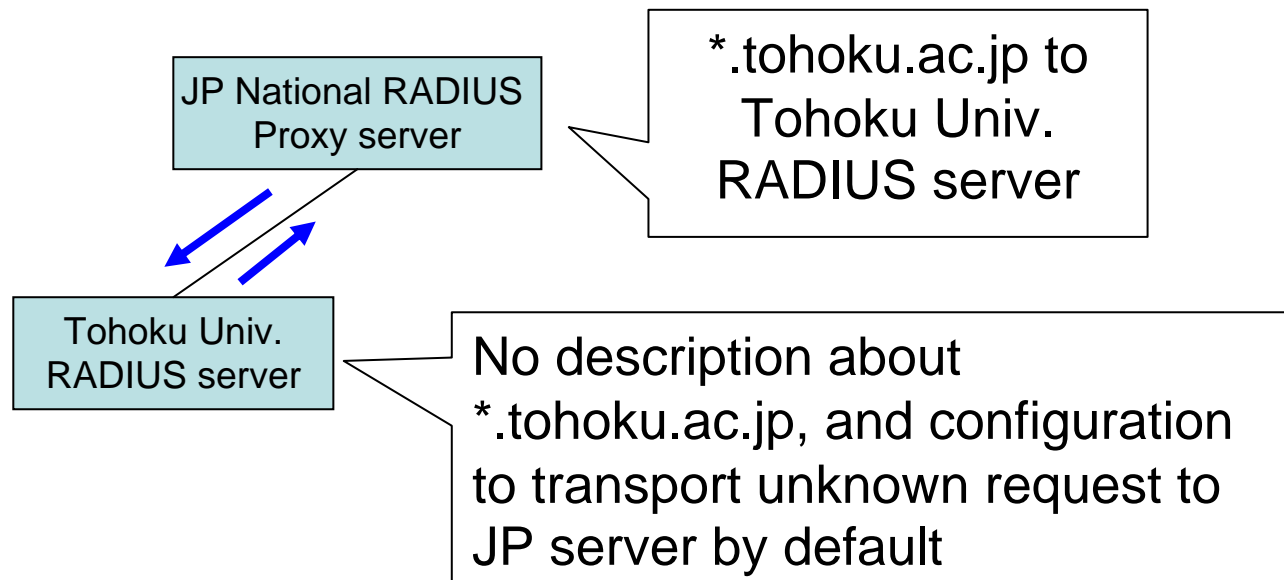 JP National RADIUS
Proxy server
*.tohoku.ac.jp to
Tohoku Univ.
RADIUS server
Tohoku Univ.
RADIUS server
No description about
*.tohoku.ac.jp, and configuration
to transport unknown request to
JP server by default